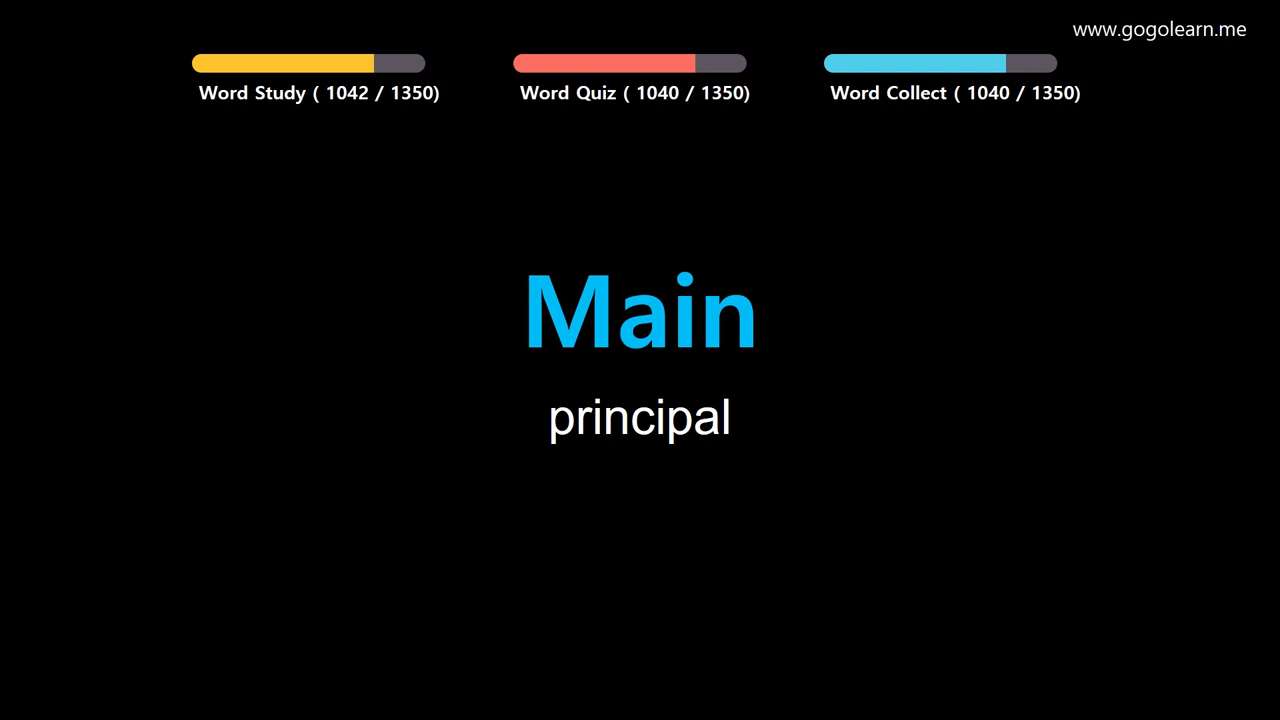 www.gogolearn.me
Word Study ( 1042 / 1350)
Word Quiz ( 1040 / 1350)
Word Collect ( 1040 / 1350)
Main
principal